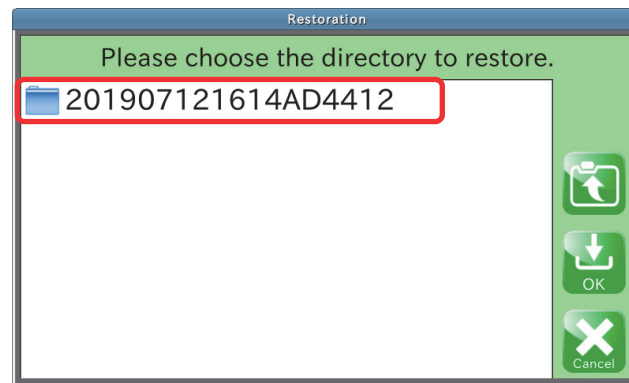 Restoration
Please choose the directory to restore.
201907121614AD4412
OK
Cancel